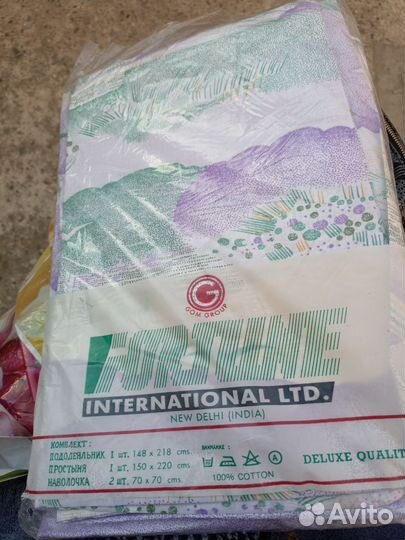 GOM GROUP
FORTUNE
INTERNATIONAL LTD.
NEW DELHI (INDIA)
КОМПЛЕКТ:
ПОДОДЕЯЛЬНИК 1 шт. 148 x 218 cms.
ПРОСТЫНЯ 1 шт. 150 x 220 cms.
НАВОЛОЧКА 2 шт. 70 x 70 cms.
ВНИМАНИЕ:
100% COTTON
DELUXE QUALIT
Avito